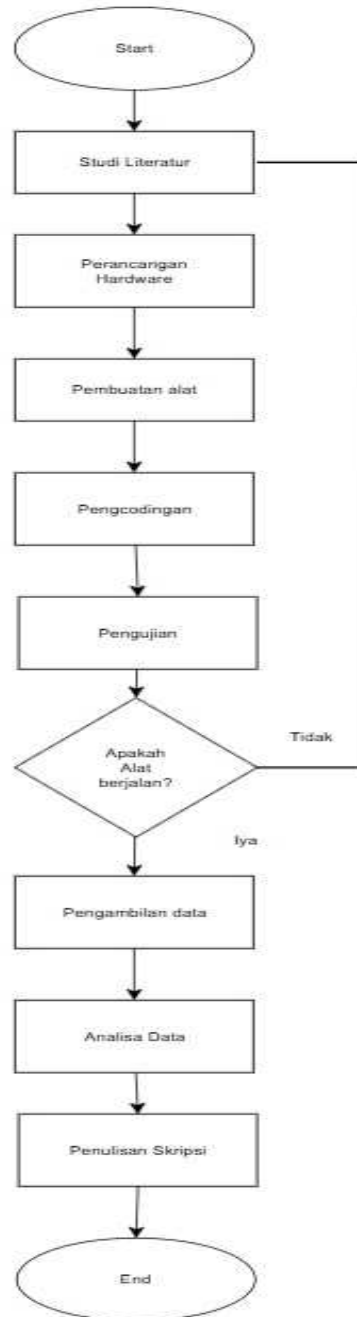 Start
Studi Literatur
Perancangan
Hardware
Pembuatan alat
Pengcodingan
Pengujian
Apakah
Alat
berjalan?
Tidak
Iya
Pengambilan data
Analisa Data
Penulisan Skripsi
End